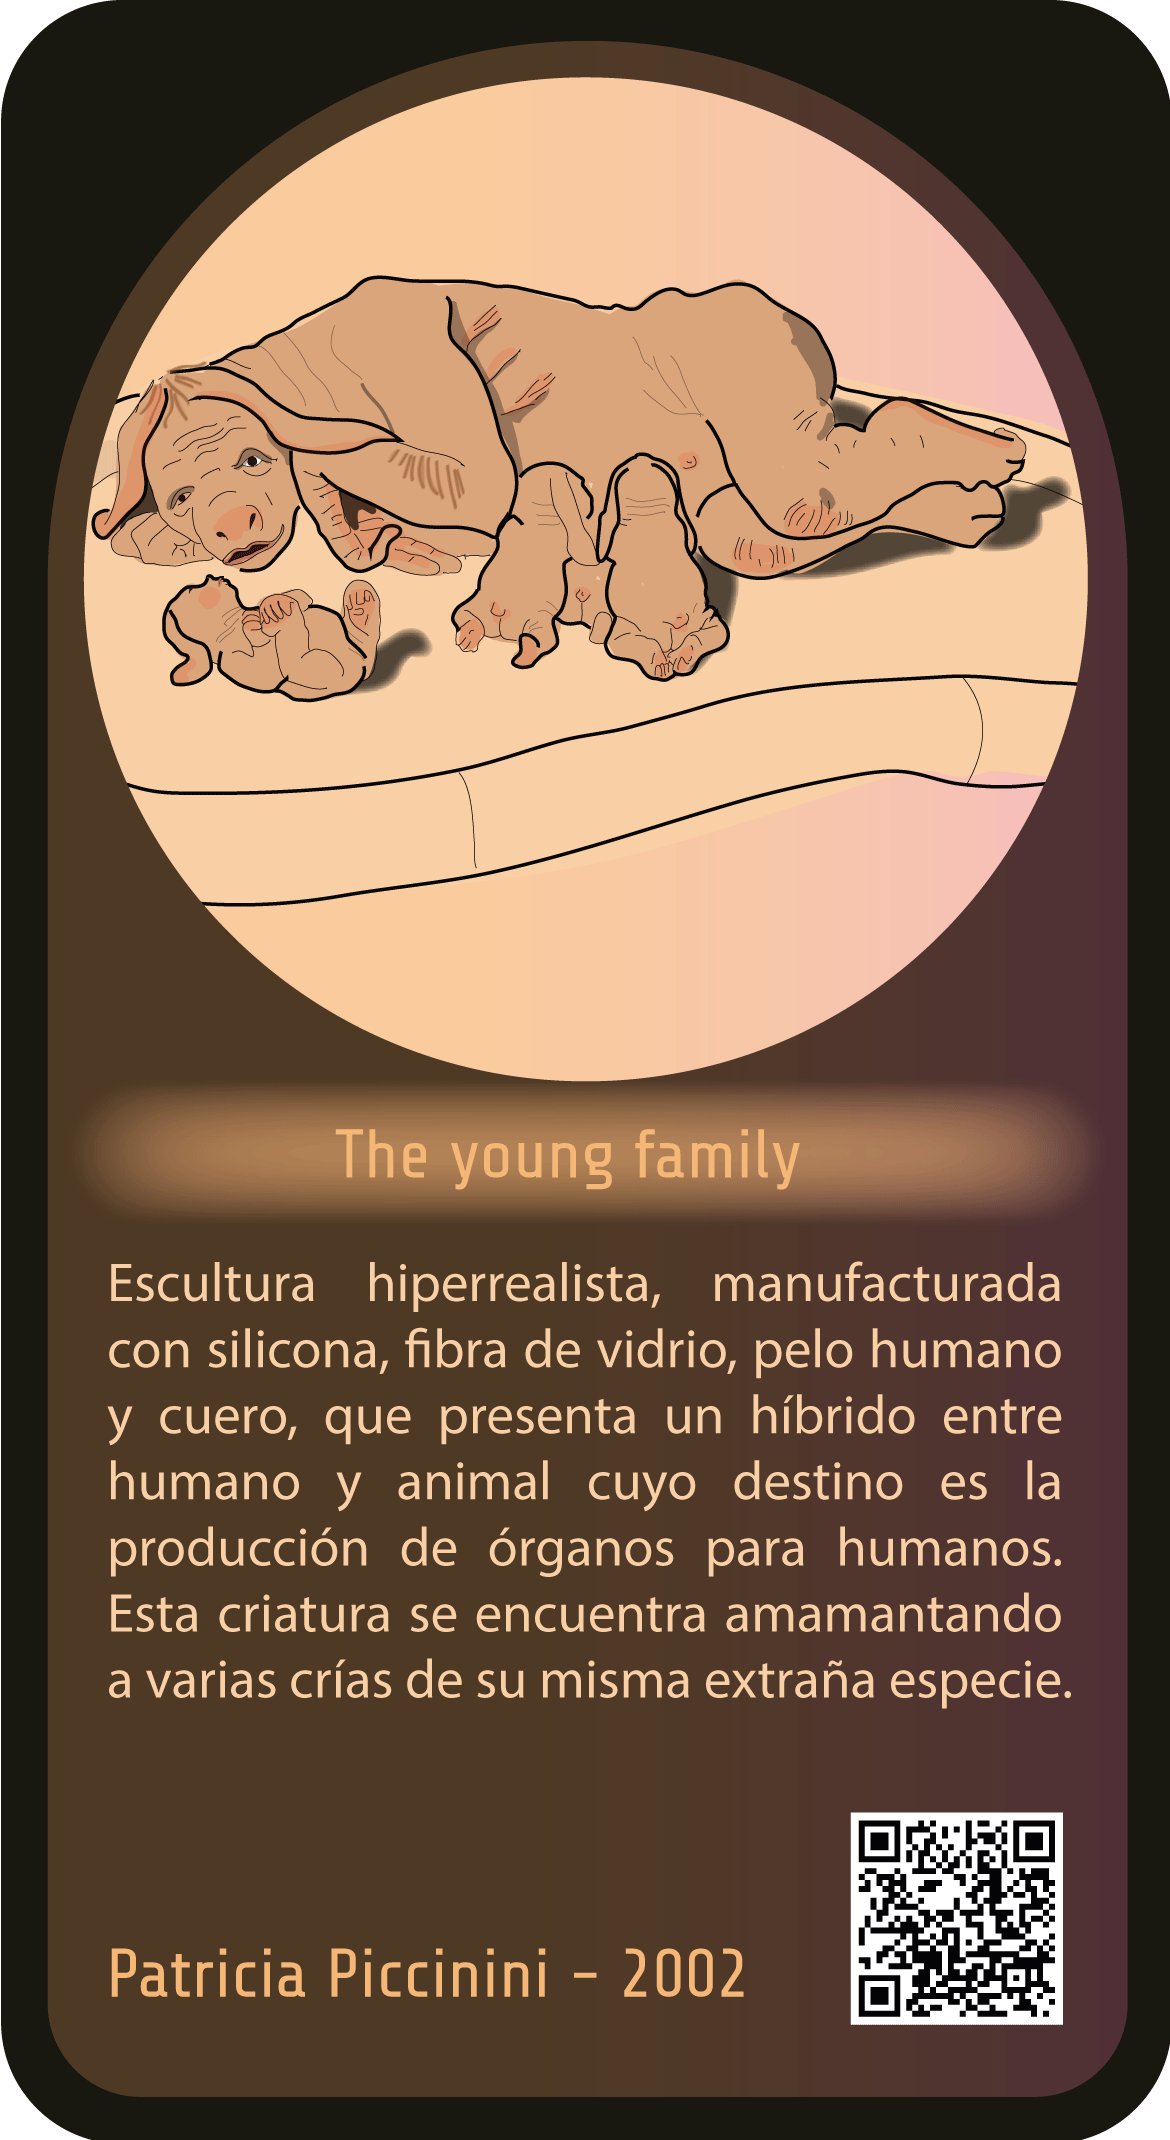 The young family
Escultura hiperrealista, manufacturada
con silicona, fibra de vidrio, pelo humano
y cuero, que presenta un híbrido entre
humano y animal cuyo destino es la
producción de órganos para humanos.
Esta criatura se encuentra amamantando
a varias crías de su misma extraña especie.
Patricia Piccinini – 2002